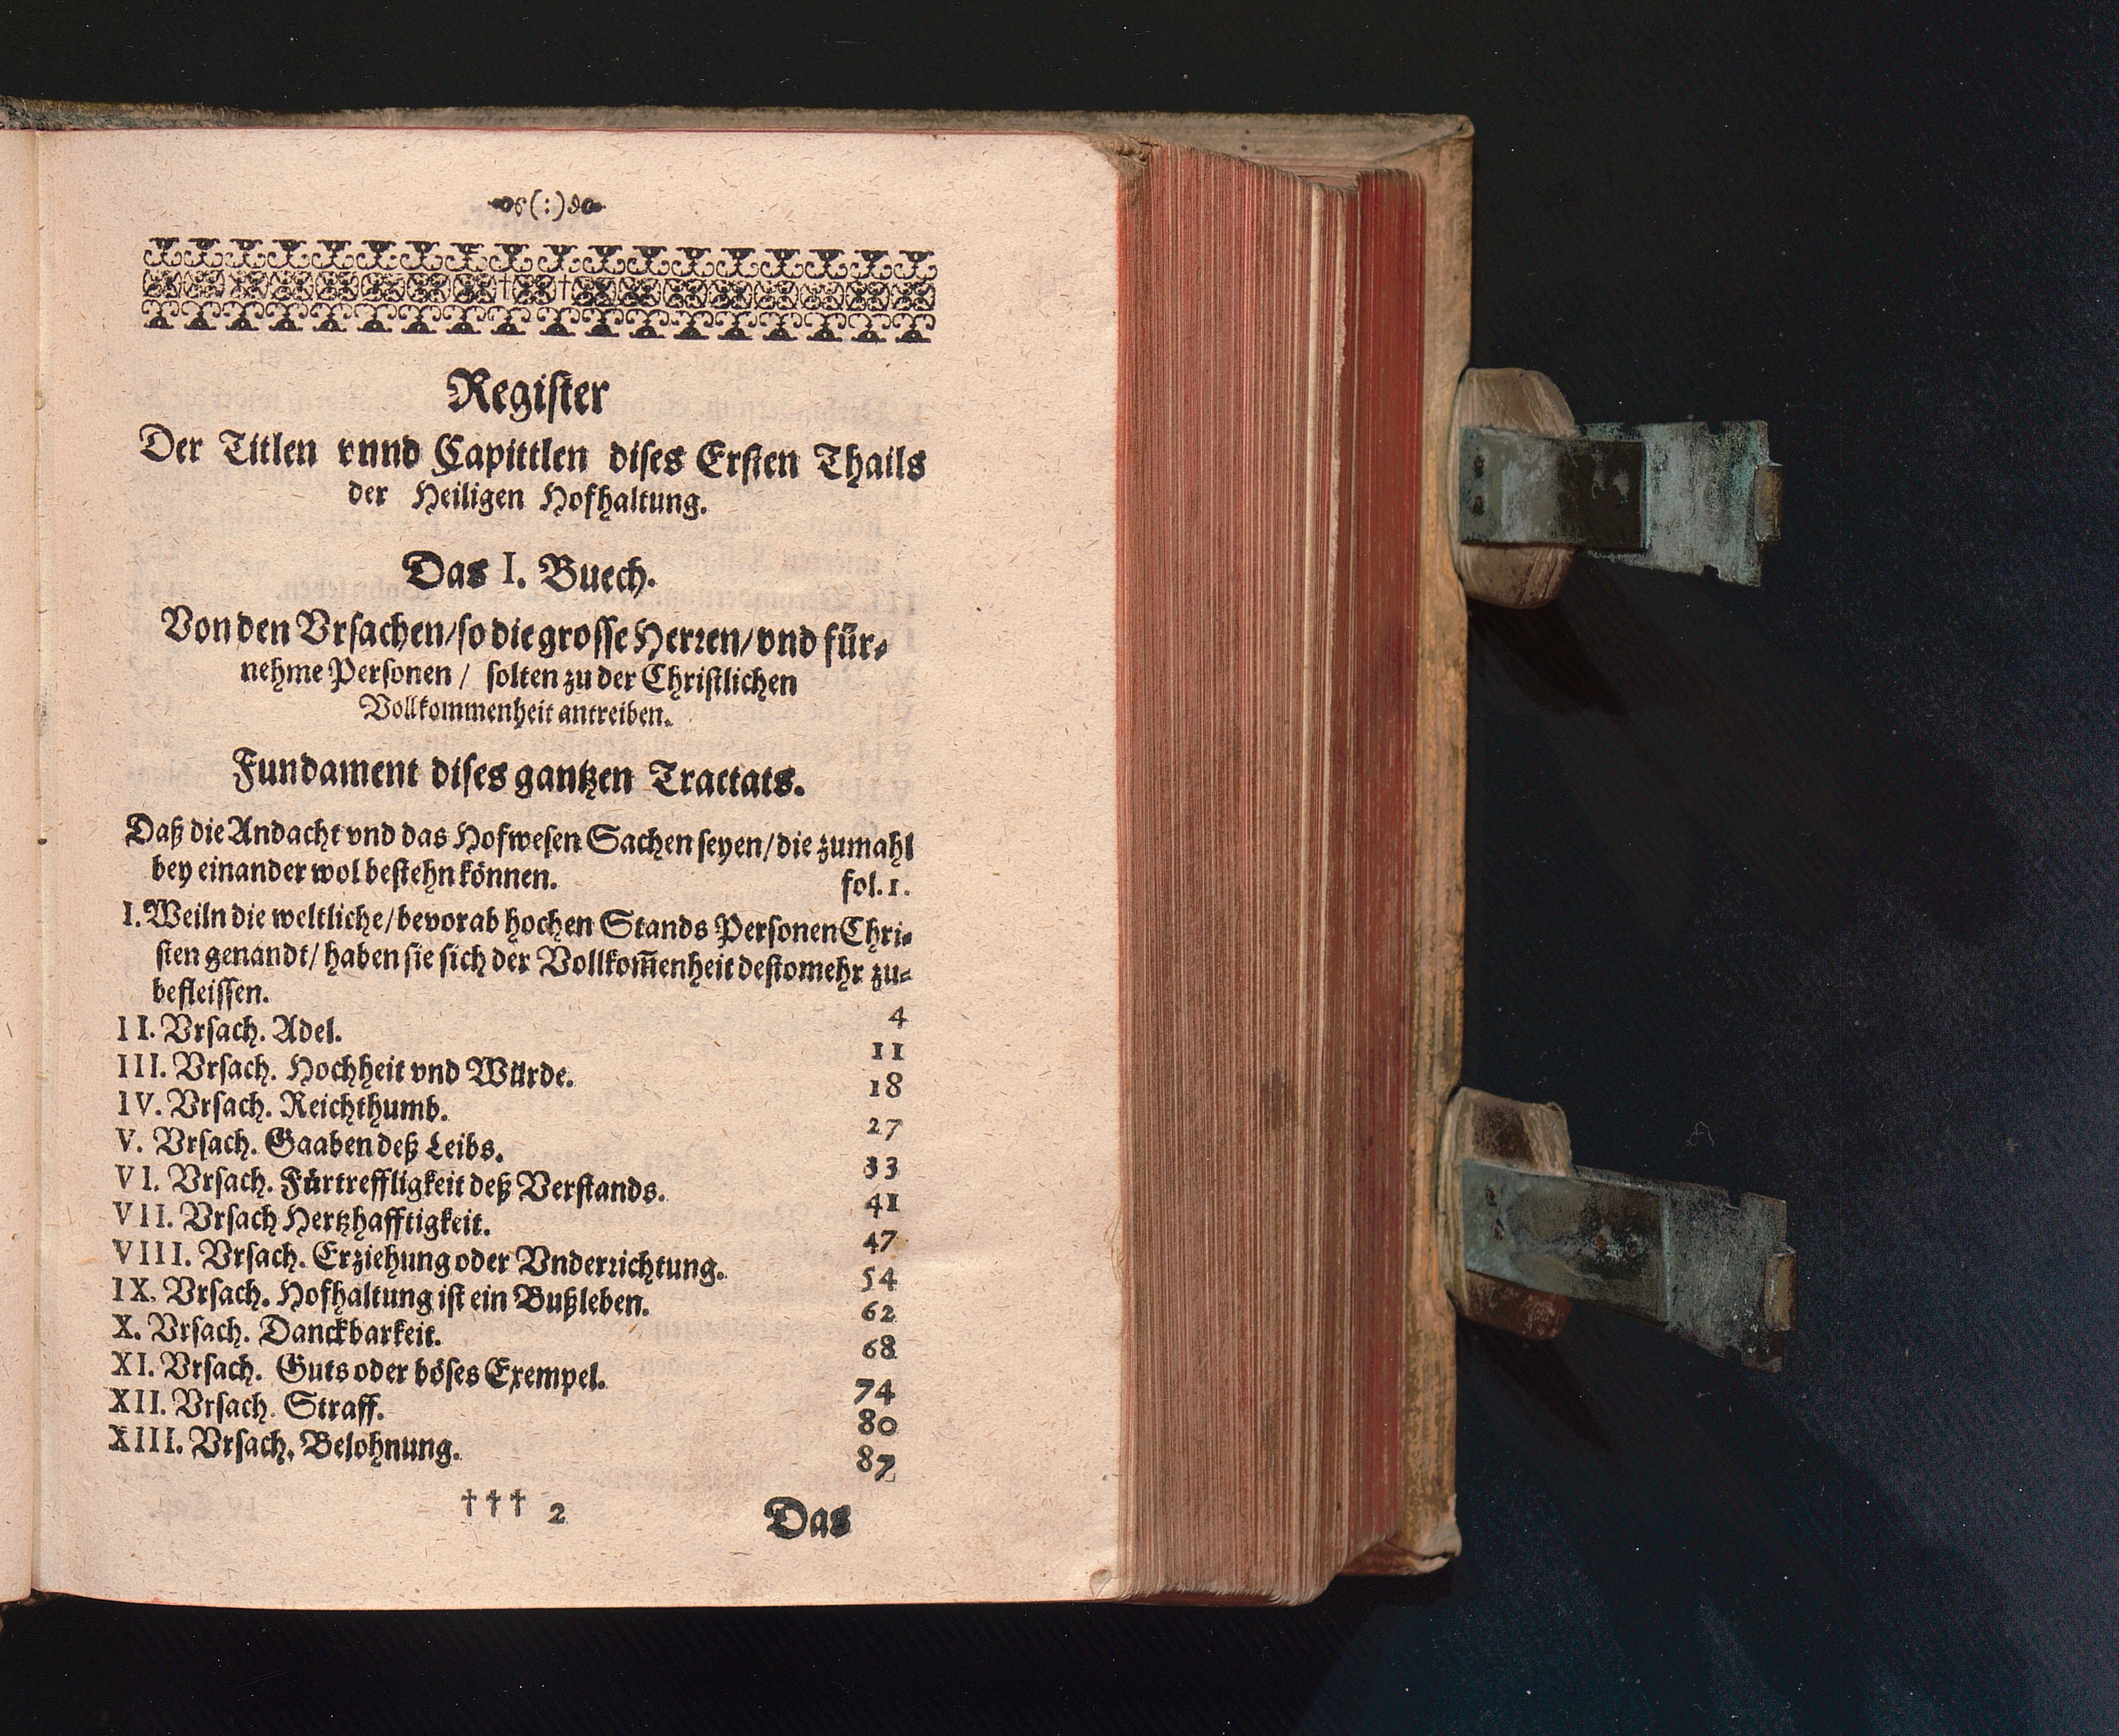 (:)
Register
Der Titlen vnnd Capittlen dises Ersten Thails
der Heiligen Hofhaltung.
Das I. Buech.
Von den Vrsachen/so die grosse Herren/vnd für-
nehme Personen / solten zu der Christlichen
Vollkommenheit antreiben.
Fundament dises gantzen Tractats.
Daß die Andacht vnd das Hofwesen Sachen seyen/die zumahl
bey einander wol bestehn können. fol. 1.
I. Weiln die weltliche/bevorab hochen Stands Personen Chri-
sten genandt/haben sie sich der Vollkom̃enheit destomehr zu-
befleissen. 4
II. Vrsach. Adel. 11
III. Vrsach. Hochheit vnd Würde. 18
IV. Vrsach. Reichthumb. 27
V. Vrsach. Gaaben deß Leibs. 33
VI. Vrsach. Fürtreffligkeit deß Verstands. 41
VII. Vrsach Hertzhafftigkeit. 47
VIII. Vrsach. Erziehung oder Vnderrichtung. 54
IX. Vrsach. Hofhaltung ist ein Bußleben. 62
X. Vrsach. Danckbarkeit. 68
XI. Vrsach. Guts oder böses Exempel. 74
XII. Vrsach. Straff. 80
XIII. Vrsach. Belohnung. 87
††† 2 Das